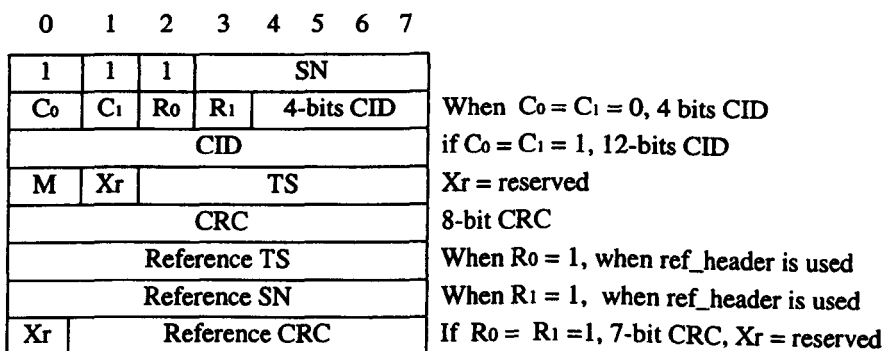 0 1 2 3 4 5 6 7
1 1 1 SN
C0 C1 R0 R1 4-bits CID When C0 = C1 = 0, 4 bits CID
CID if C0 = C1 = 1, 12-bits CID
M Xr TS Xr = reserved
CRC 8-bit CRC
Reference TS When R0 = 1, when ref_header is used
Reference SN When R1 = 1, when ref_header is used
Xr Reference CRC If R0 = R1 =1, 7-bit CRC, Xr = reserved